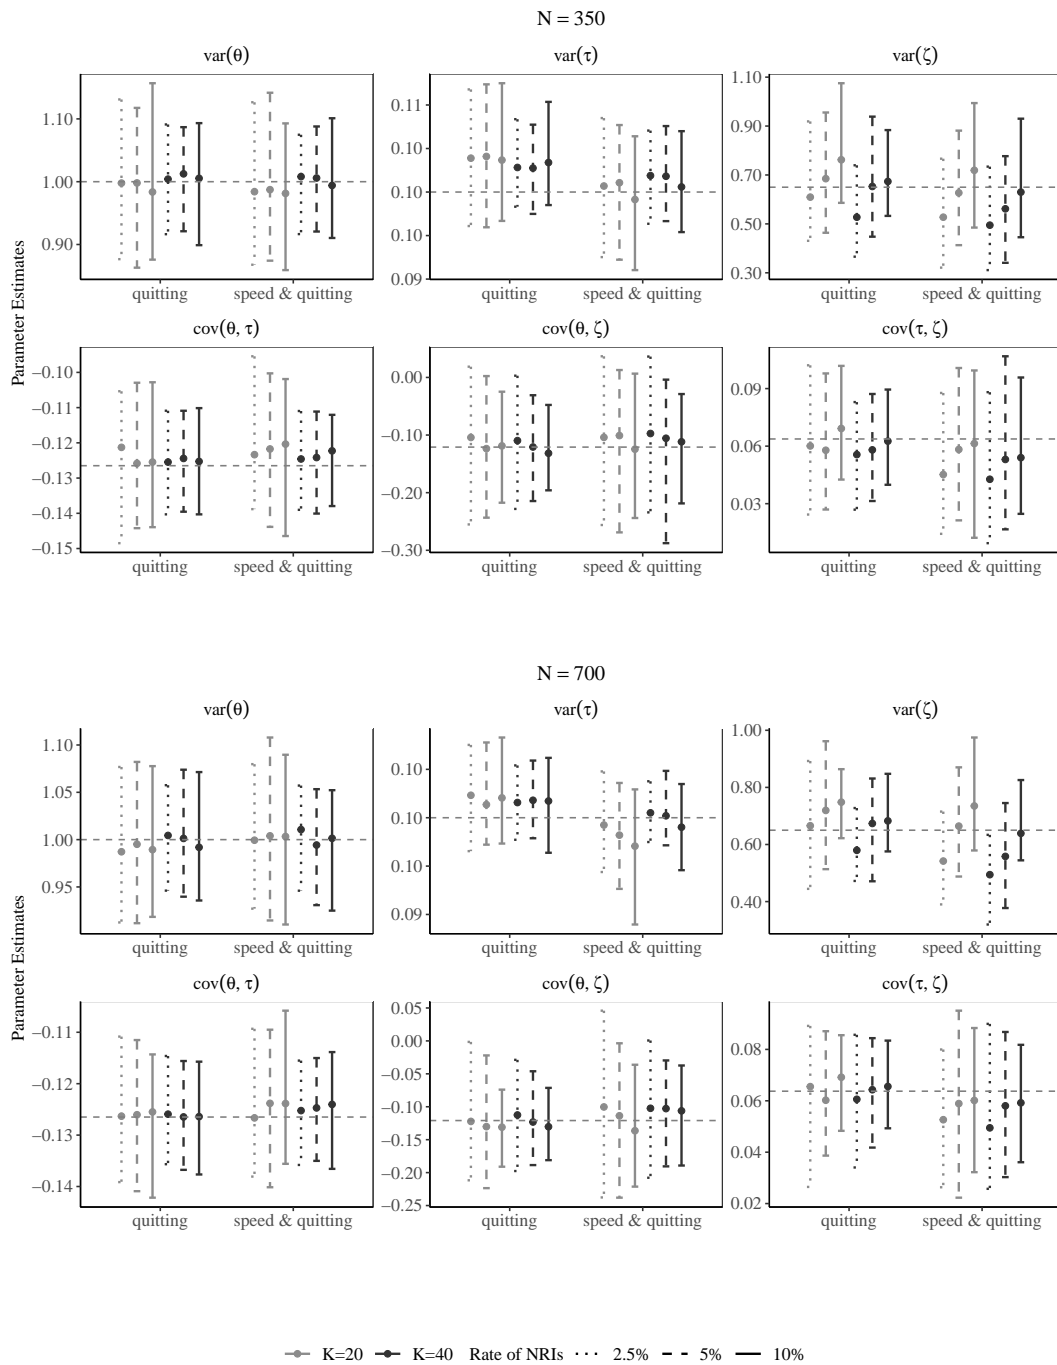 N = 350
var(θ) var(τ) var(ζ)
1.10
1.00
0.90
quitting speed & quitting
0.11
0.10
0.10
0.10
0.09
quitting speed & quitting
1.10
0.90
0.70
0.50
0.30
quitting speed & quitting
Parameter Estimates
cov(θ, τ) cov(θ, ζ) cov(τ, ζ)
−0.10
−0.11
−0.12
−0.13
−0.14
−0.15
quitting speed & quitting
0.00
−0.10
−0.20
−0.30
quitting speed & quitting
0.09
0.06
0.03
quitting speed & quitting
N = 700
var(θ) var(τ) var(ζ)
1.10
1.05
1.00
0.95
quitting speed & quitting
0.10
0.10
0.10
0.09
quitting speed & quitting
1.00
0.80
0.60
0.40
quitting speed & quitting
Parameter Estimates
cov(θ, τ) cov(θ, ζ) cov(τ, ζ)
−0.11
−0.12
−0.13
−0.14
quitting speed & quitting
0.05
0.00
−0.05
−0.10
−0.15
−0.20
−0.25
quitting speed & quitting
0.08
0.06
0.04
0.02
quitting speed & quitting
K=20 K=40 Rate of NRIs 2.5% 5% 10%